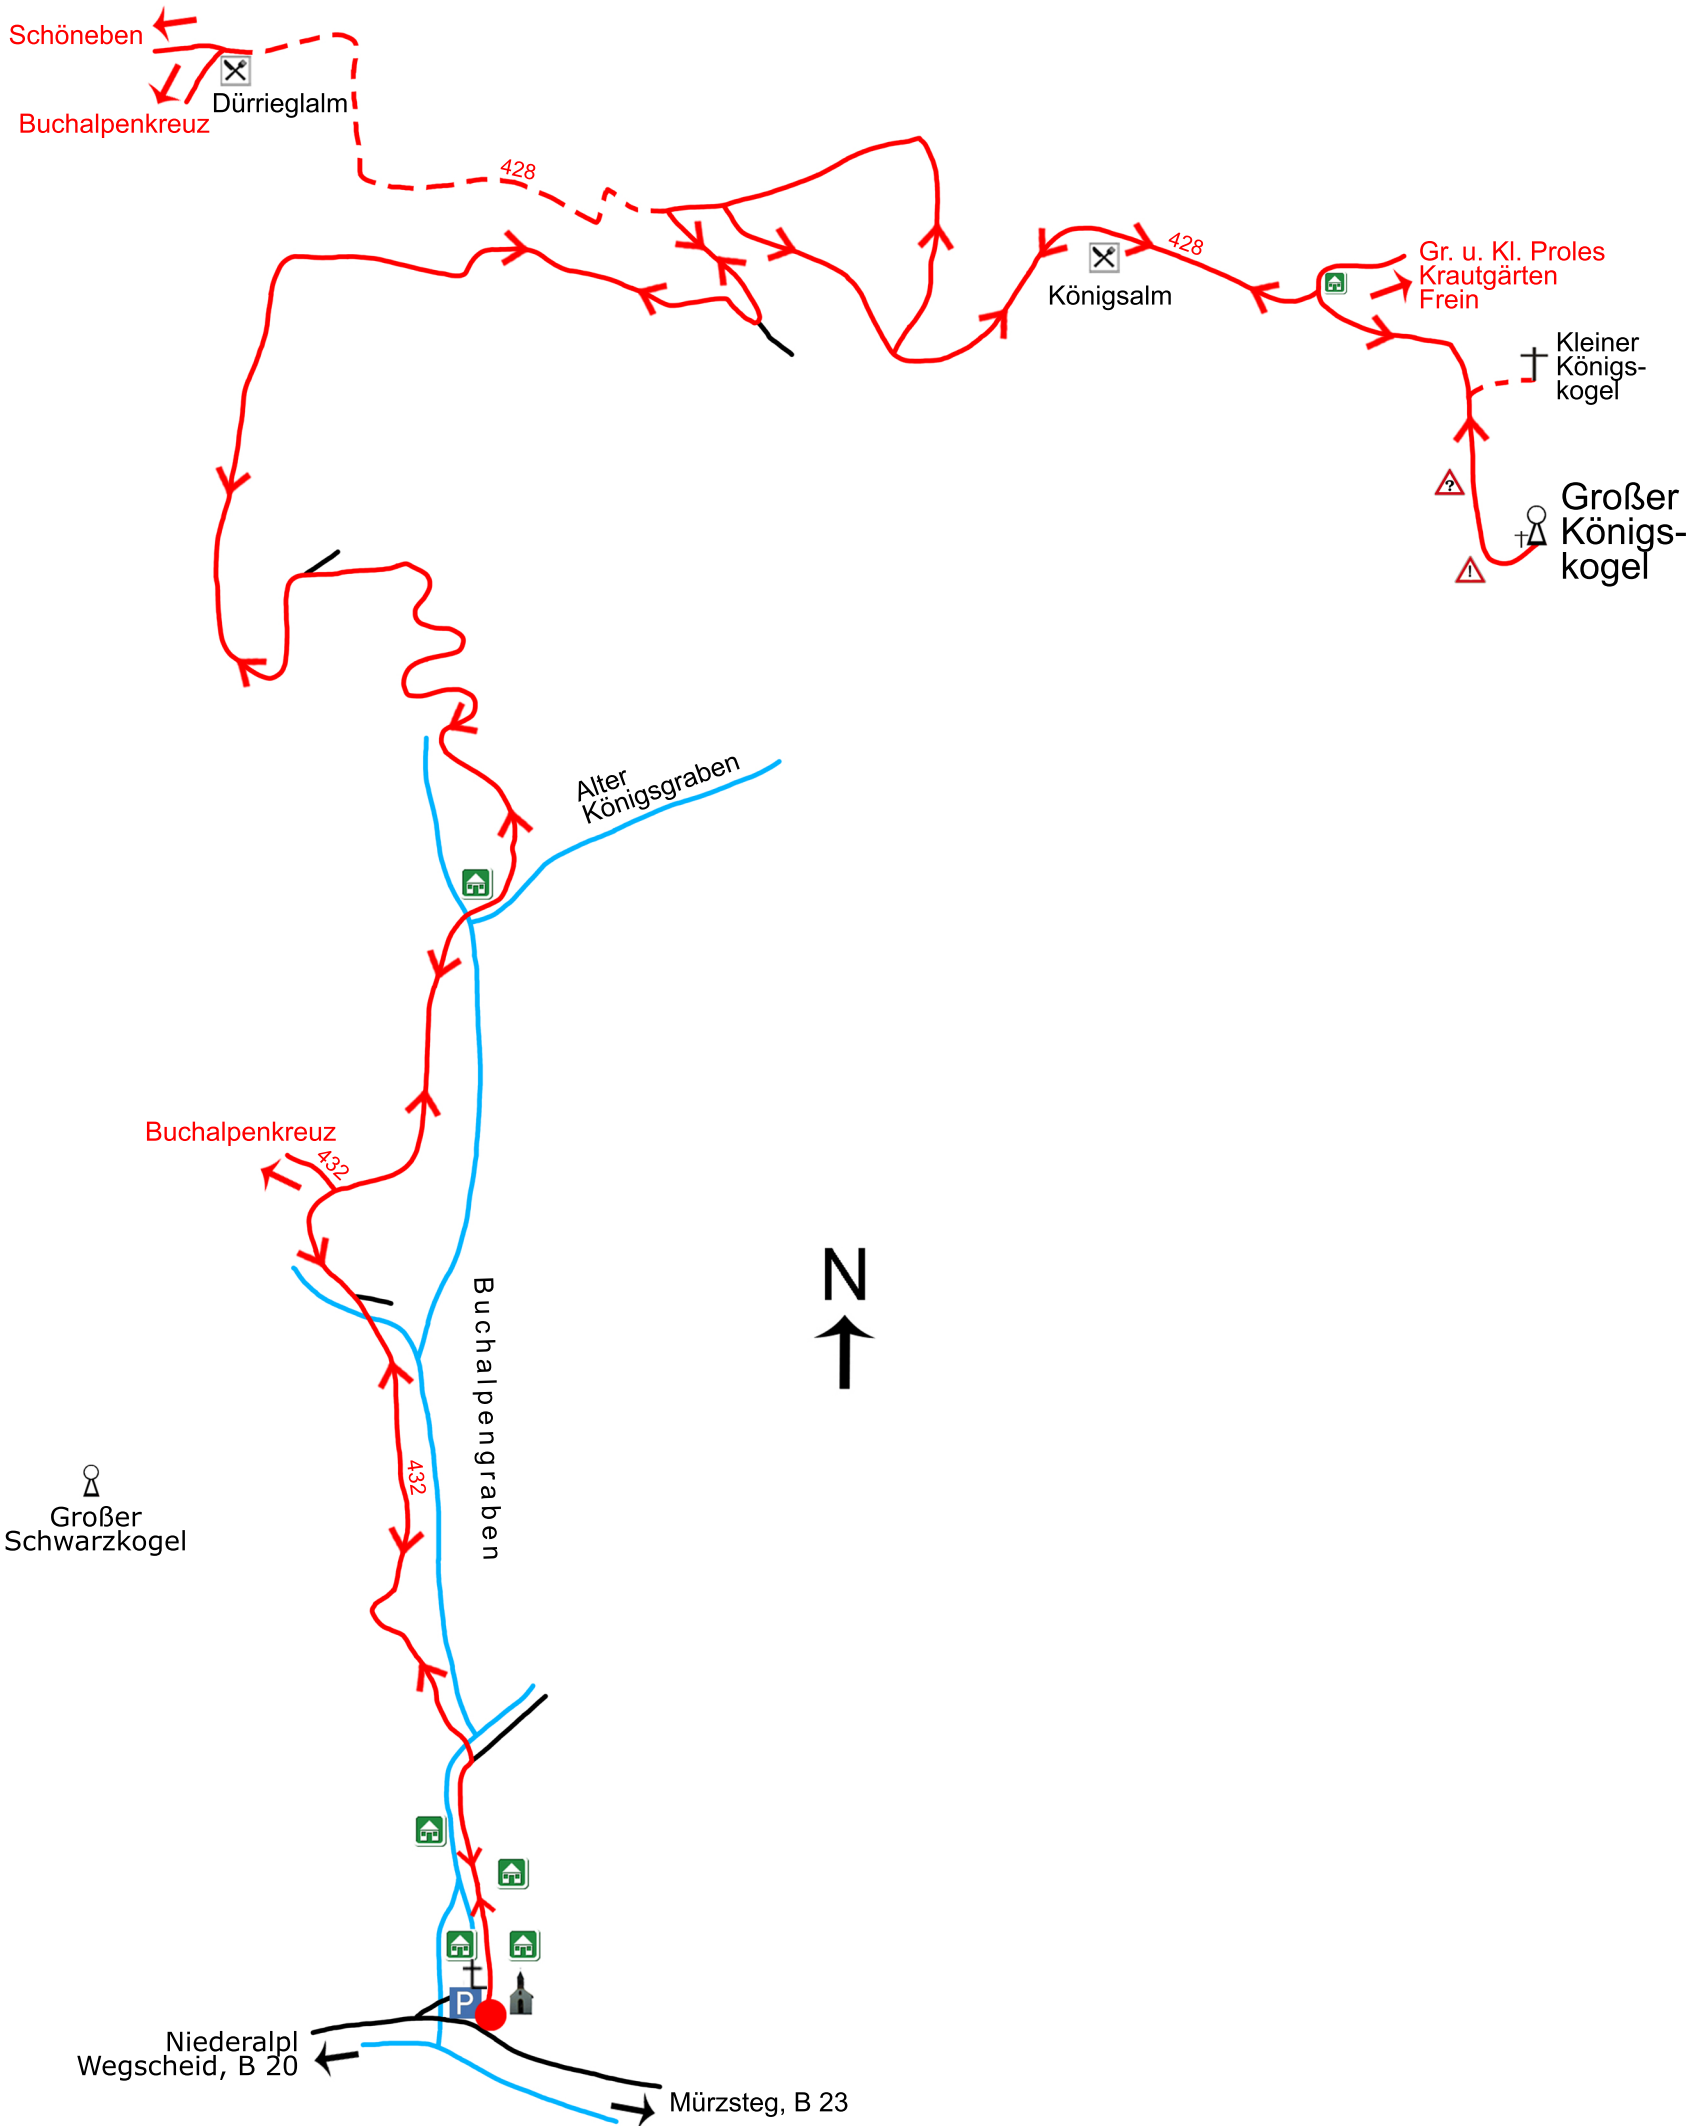 Schöneben
Buchalpenkreuz
Dürrieglalm
428
428
Königsalm
Gr. u. Kl. Proles
Krautgärten
Frein
Kleiner
Königs-
kogel
?
Großer
Königs-
kogel
!
Alter
Königsgraben
Buchalpenkreuz
432
N
Buchalpengraben
432
Großer
Schwarzkogel
P
Niederalpl
Wegscheid, B 20
Mürzsteg, B 23